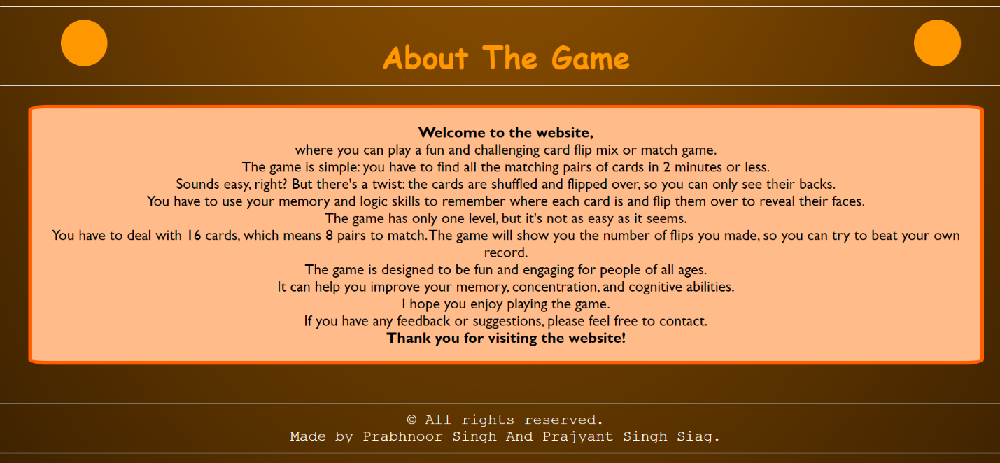 About The Game
Welcome to the website,
where you can play a fun and challenging card flip mix or match game.
The game is simple: you have to find all the matching pairs of cards in 2 minutes or less.
Sounds easy, right? But there's a twist: the cards are shuffled and flipped over, so you can only see their backs.
You have to use your memory and logic skills to remember where each card is and flip them over to reveal their faces.
The game has only one level, but it's not as easy as it seems.
You have to deal with 16 cards, which means 8 pairs to match.The game will show you the number of flips you made, so you can try to beat your own
record.
The game is designed to be fun and engaging for people of all ages.
It can help you improve your memory, concentration, and cognitive abilities.
I hope you enjoy playing the game.
If you have any feedback or suggestions, please feel free to contact.
Thank you for visiting the website!
© All rights reserved.
Made by Prabhnoor Singh And Prajyant Singh Siag.